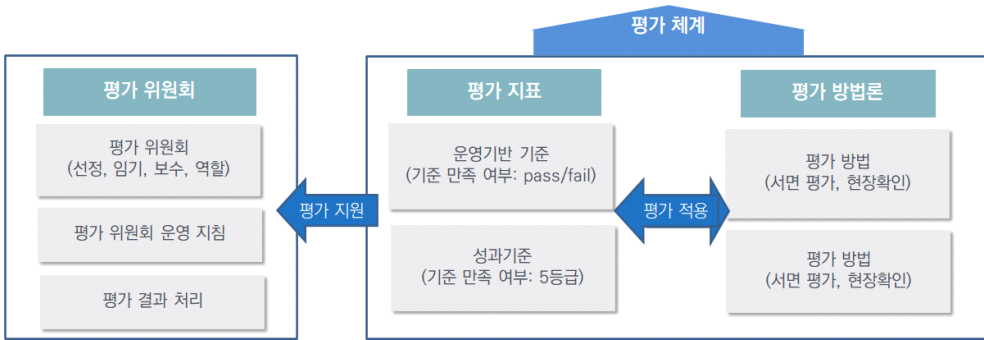 평가 체계
평가 위원회
평가 위원회
(선정, 임기, 보수, 역할)
평가 위원회 운영 지침
평가 결과 처리
평가 지원
평가 지표
운영기반 기준
(기준 만족 여부: pass/fail)
성과기준
(기준 만족 여부: 5등급)
평가 적용
평가 방법론
평가 방법
(서면 평가, 현장확인)
평가 방법
(서면 평가, 현장확인)